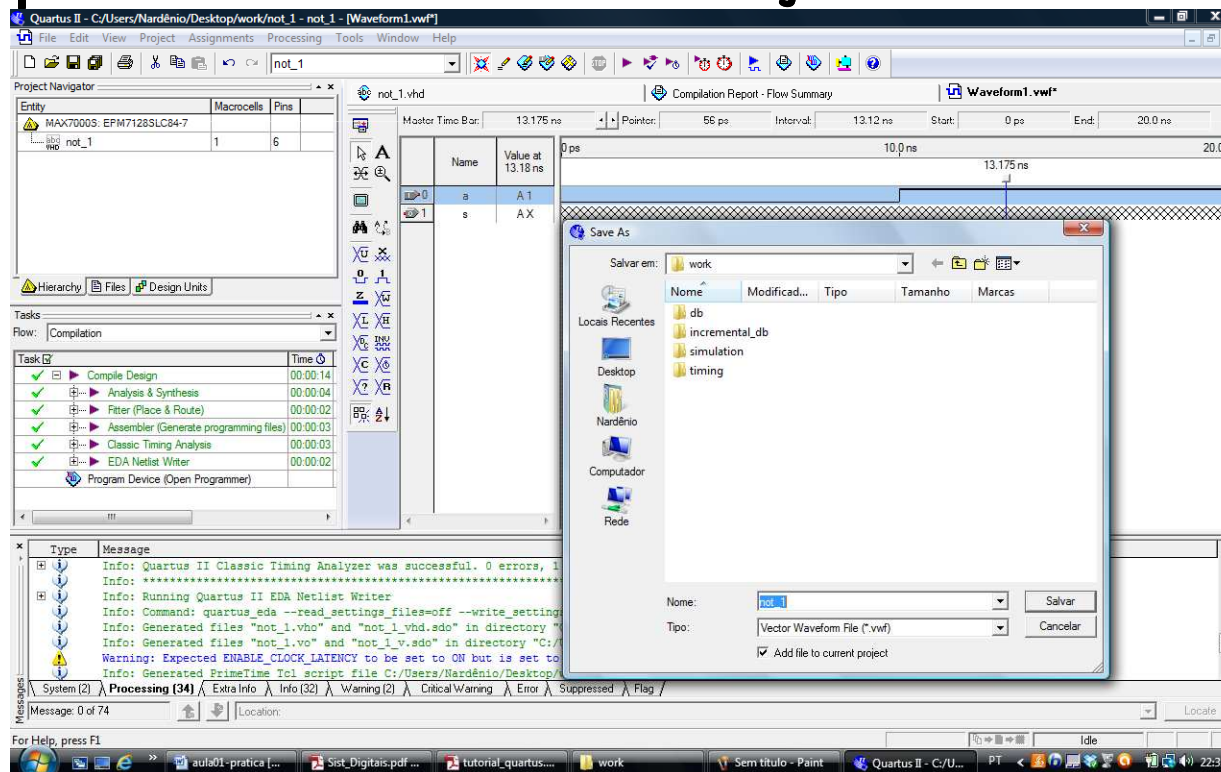 Quartus II - C:/Users/Nardênio/Desktop/work/not_1 - not_1 - [Waveform1.vwf*]
File Edit View Project Assignments Processing Tools Window Help
not_1
Project Navigator
Entity Macrocells Pins
MAX7000S: EPM7128SLC84-7
not_1 1 6
Hierarchy Files Design Units
Tasks
Flow: Compilation
Task Time
Compile Design 00:00:14
Analysis & Synthesis 00:00:04
Fitter (Place & Route) 00:00:02
Assembler (Generate programming files) 00:00:03
Classic Timing Analysis 00:00:03
EDA Netlist Writer 00:00:02
Program Device (Open Programmer)
not_1.vhd Compilation Report - Flow Summary Waveform1.vwf*
Master Time Bar: 13.175 ns Pointer: 56 ps Interval: 13.12 ns Start: 0 ps End: 20.0 ns
Name Value at 13.18 ns
0 ps 10.0 ns 20.0
13.175 ns
0 a A 1
1 s A X
Save As
Salvar em: work
Nome Modificad... Tipo Tamanho Marcas
db
incremental_db
simulation
timing
Locais Recentes
Desktop
Nardênio
Computador
Rede
Nome: not_1 Salvar
Tipo: Vector Waveform File (*.vwf) Cancelar
Add file to current project
Type Message
Info: Quartus II Classic Timing Analyzer was successful. 0 errors, 1
Info: ***
Info: Running Quartus II EDA Netlist Writer
Info: Command: quartus_eda --read_settings_files=off --write_setting
Info: Generated files "not_1.vho" and "not_1_vhd.sdo" in directory "
Info: Generated files "not_1.vo" and "not_1_v.sdo" in directory "C:/
Warning: Expected ENABLE_CLOCK_LATENCY to be set to ON but is set to
Info: Generated PrimeTime Tcl script file C:/Users/Nardênio/Desktop/
System (2) Processing (34) Extra Info Info (32) Warning (2) Critical Warning Error Suppressed Flag
Messages
Message: 0 of 74 Location: Locate
For Help, press F1 Idle
aula01-pratica [... Sist_Digitais.pdf ... tutorial_quartus.... work Sem título - Paint Quartus II - C:/U... PT 22:3